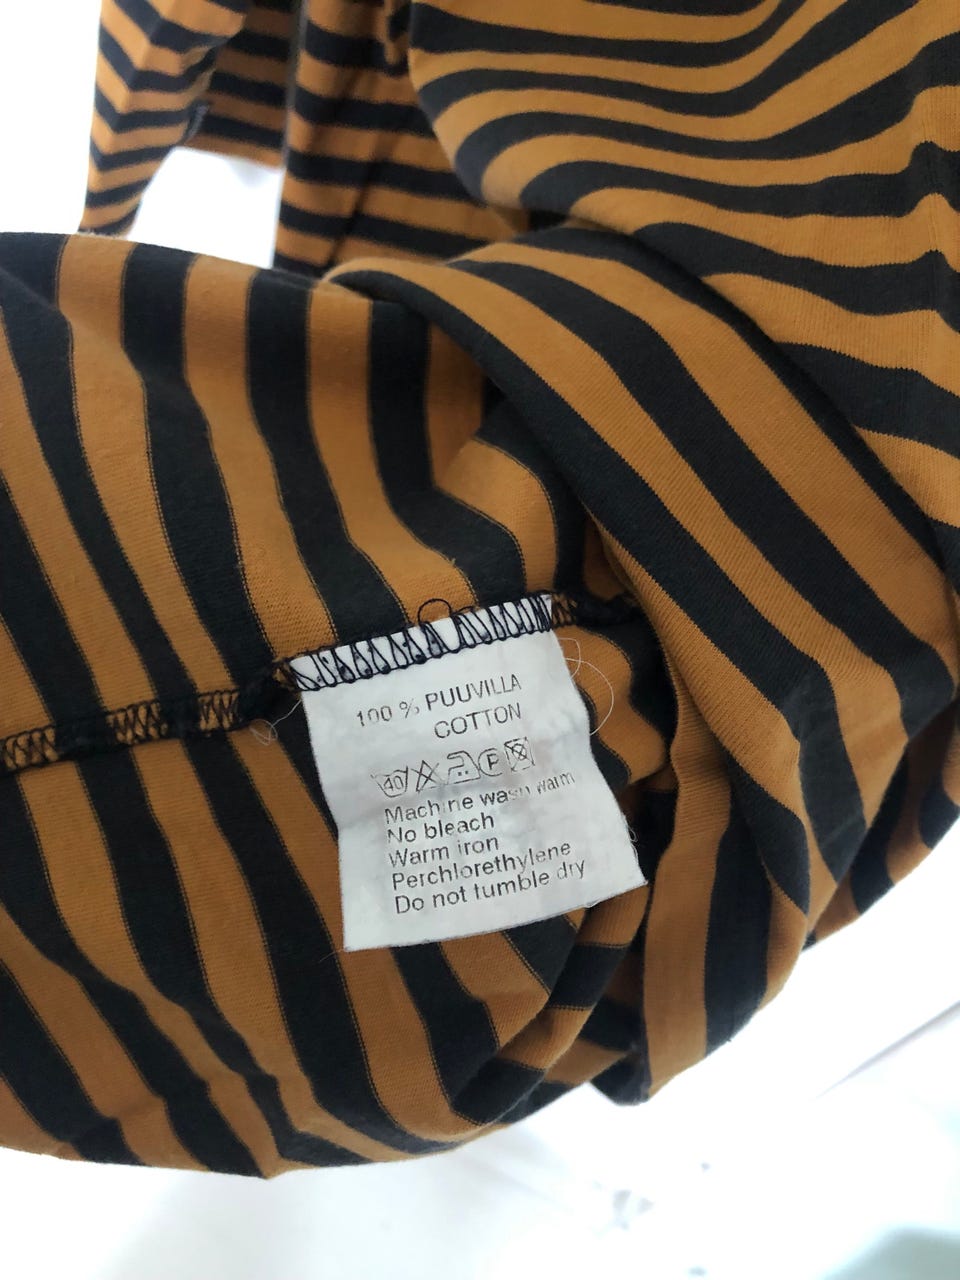 100 % PUUVILLA
COTTON
40 P
Machine wash warm
No bleach
Warm iron
Perchlorethylene
Do not tumble dry